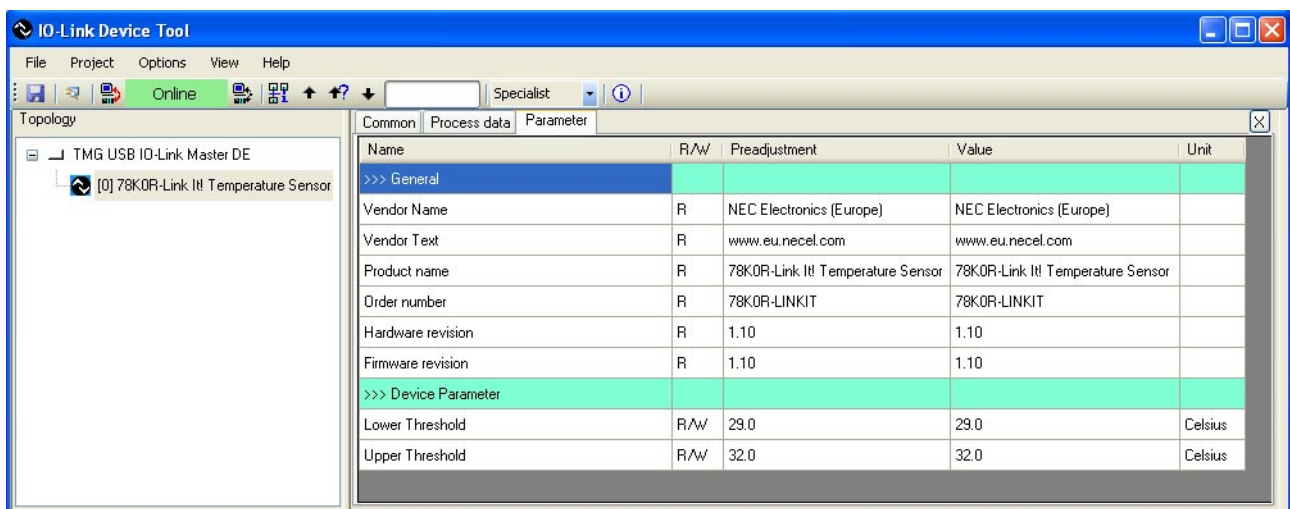 IO-Link Device Tool
File Project Options View Help
Online Specialist
Topology
Common Process data Parameter
TMG USB IO-Link Master DE
[0] 78K0R-Link It! Temperature Sensor
Name R/W Preadjustment Value Unit
>>> General
Vendor Name R NEC Electronics (Europe) NEC Electronics (Europe)
Vendor Text R www.eu.necel.com www.eu.necel.com
Product name R 78K0R-Link It! Temperature Sensor 78K0R-Link It! Temperature Sensor
Order number R 78K0R-LINKIT 78K0R-LINKIT
Hardware revision R 1.10 1.10
Firmware revision R 1.10 1.10
>>> Device Parameter
Lower Threshold R/W 29.0 29.0 Celsius
Upper Threshold R/W 32.0 32.0 Celsius